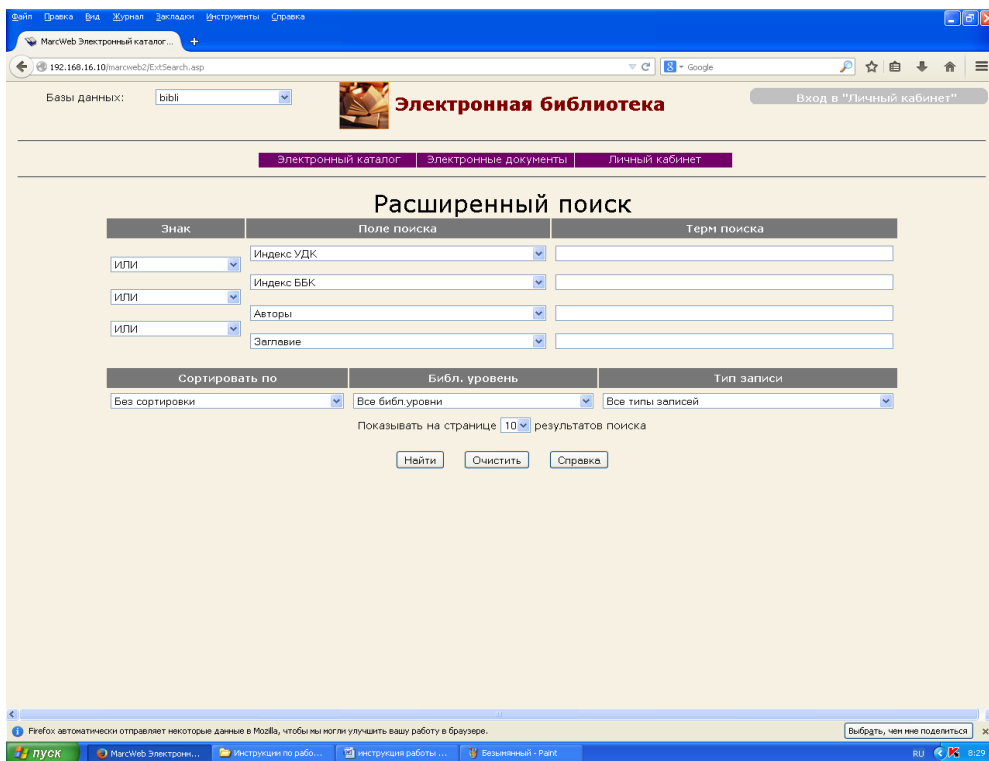 Файл Правка Вид Журнал Закладки Инструменты Справка
MarcWeb Электронный каталог... +
192.168.16.10/marcweb2/ExtSearch.asp Google
Базы данных: bibli Электронная библиотека Вход в "Личный кабинет"
Электронный каталог Электронные документы Личный кабинет
Расширенный поиск
Знак Поле поиска Терм поиска
Индекс УДК
ИЛИ
Индекс ББК
ИЛИ
Авторы
ИЛИ
Заглавие
Сортировать по Библ. уровень Тип записи
Без сортировки Все библ.уровни Все типы записей
Показывать на странице 10 результатов поиска
Найти Очистить Справка
Firefox автоматически отправляет некоторые данные в Mozilla, чтобы мы могли улучшить вашу работу в браузере. Выбрать, чем мне поделиться
пуск MarcWeb Электронн... Инструкции по рабо... инструкция работы ... Безымянный - Paint RU 8:29